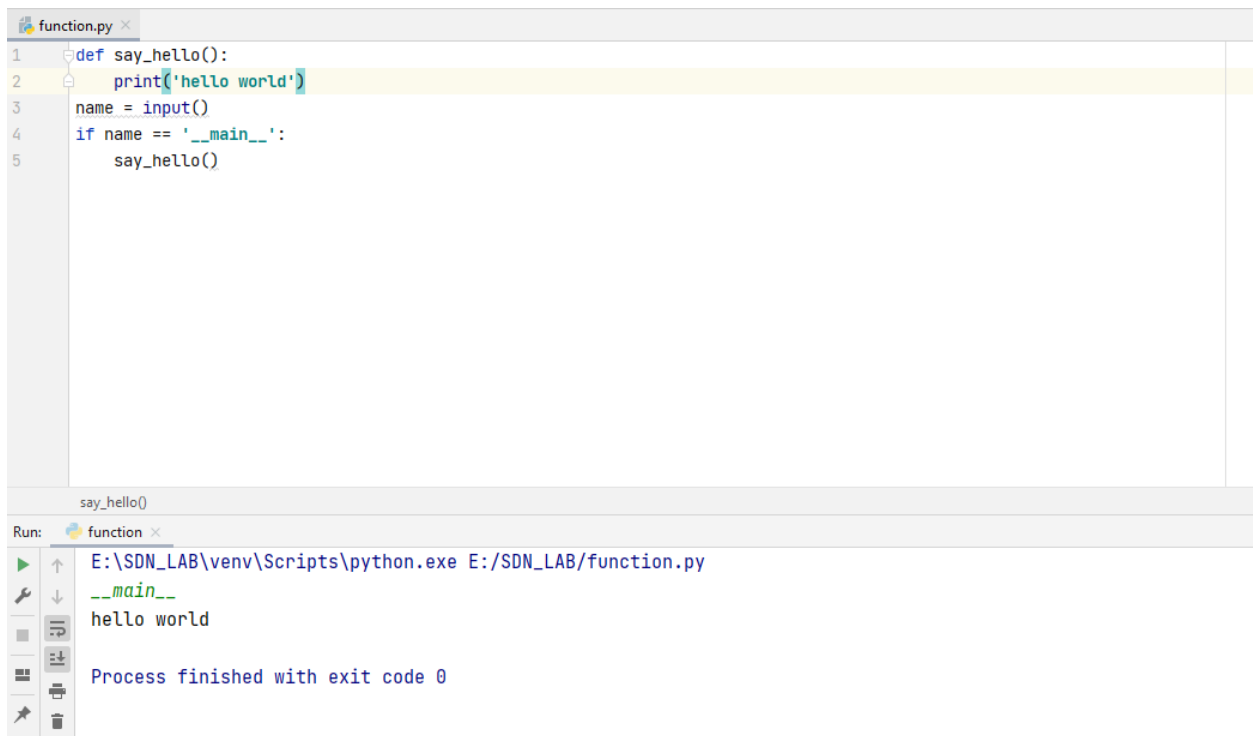 function.py
1 def say_hello():
2 print('hello world')
3 name = input()
4 if name == '__main__':
5 say_hello()
say_hello()
Run: function
E:\SDN_LAB\venv\Scripts\python.exe E:/SDN_LAB/function.py
__main__
hello world
Process finished with exit code 0